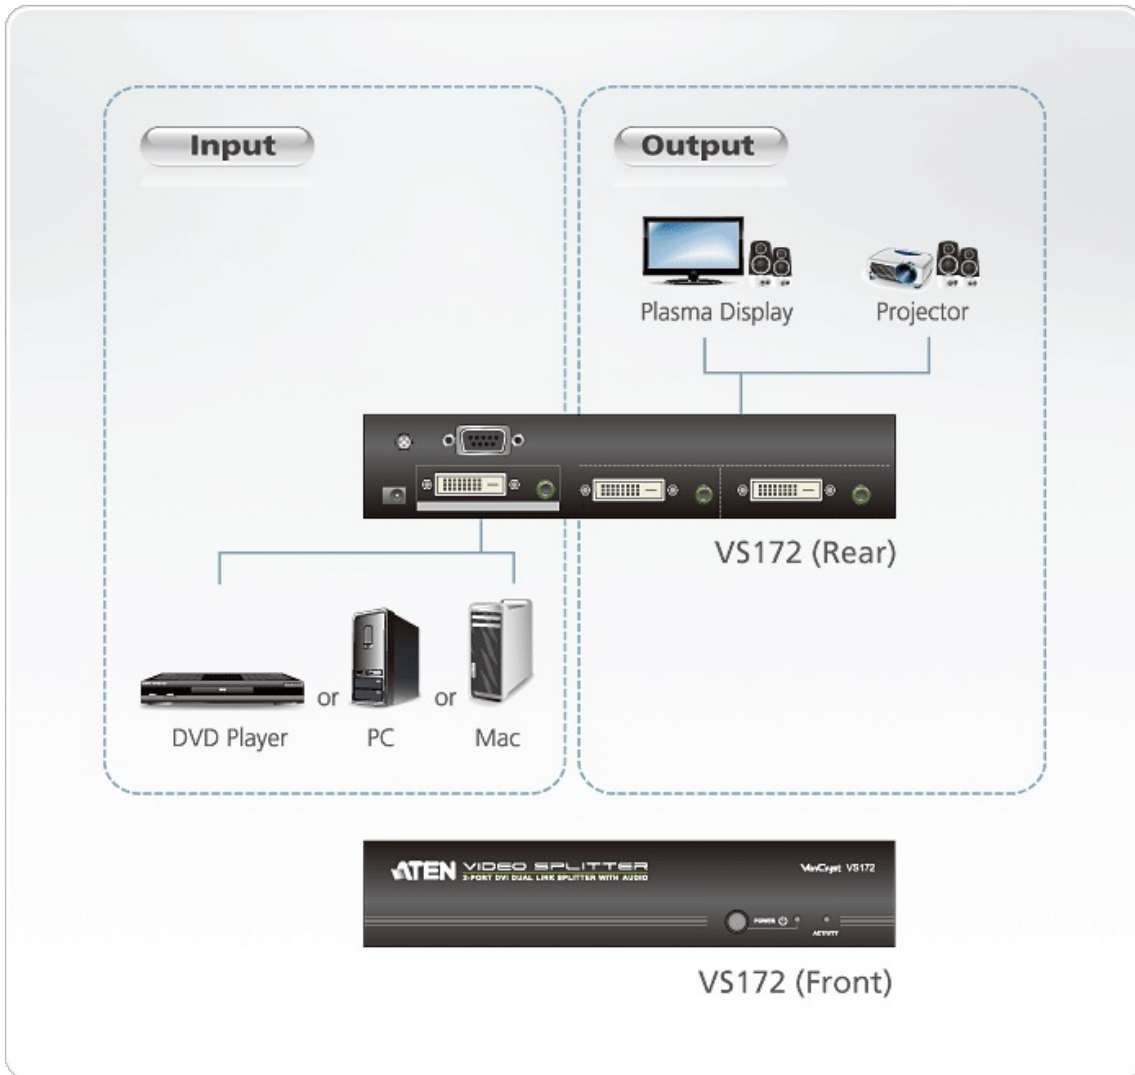 Input
Output
Plasma Display
Projector
VS172 (Rear)
or
or
DVD Player
PC
Mac
ATEN VIDEO SPLITTER
2-PORT DVI DUAL LINK SPLITTER WITH AUDIO
VanCryst VS172
POWER
ACTIVITY
VS172 (Front)